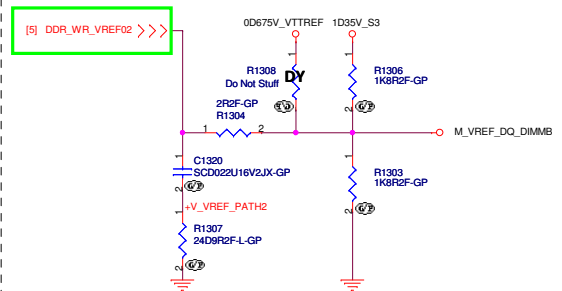 [5] DDR_WR_VREF02
0D675V_VTTREF 1D35V_S3
1
R1308
Do Not Stuff
DY
1
R1306
1K8R2F-GP
2
2R2F-GP
R1304
1 2
M_VREF_DQ_DIMMB
1
C1320
SCD022U16V2JX-GP
2
1
R1303
1K8R2F-GP
2
+V_VREF_PATH2
1
R1307
24D9R2F-L-GP
2